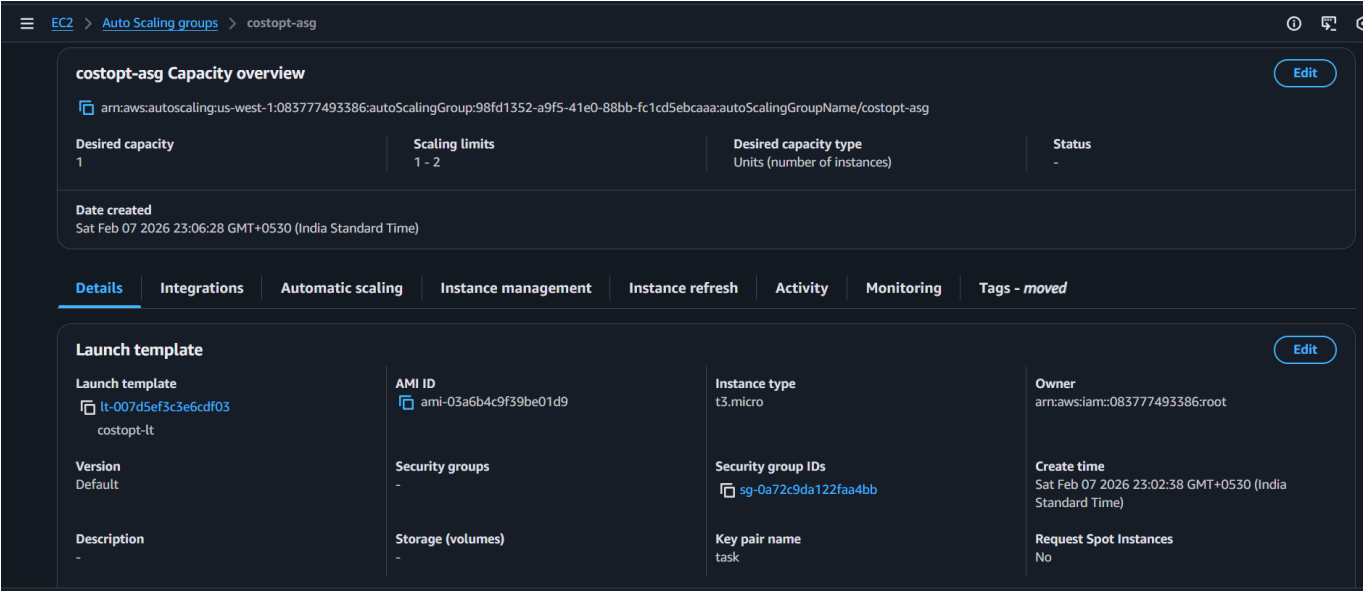 EC2 > Auto Scaling groups > costopt-asg
costopt-asg Capacity overview
Edit
arn:aws:autoscaling:us-west-1:083777493386:autoScalingGroup:98fd1352-a9f5-41e0-88bb-fc1cd5ebcaaa:autoScalingGroupName/costopt-asg
Desired capacity
1
Scaling limits
1 - 2
Desired capacity type
Units (number of instances)
Status
-
Date created
Sat Feb 07 2026 23:06:28 GMT+0530 (India Standard Time)
Details
Integrations
Automatic scaling
Instance management
Instance refresh
Activity
Monitoring
Tags - moved
Launch template
Edit
Launch template
lt-007d5ef3c3e6cdf03
costopt-lt
AMI ID
ami-03a6b4c9f39be01d9
Instance type
t3.micro
Owner
arn:aws:iam::083777493386:root
Version
Default
Security groups
-
Security group IDs
sg-0a72c9da122faa4bb
Create time
Sat Feb 07 2026 23:02:38 GMT+0530 (India
Standard Time)
Description
-
Storage (volumes)
-
Key pair name
task
Request Spot Instances
No